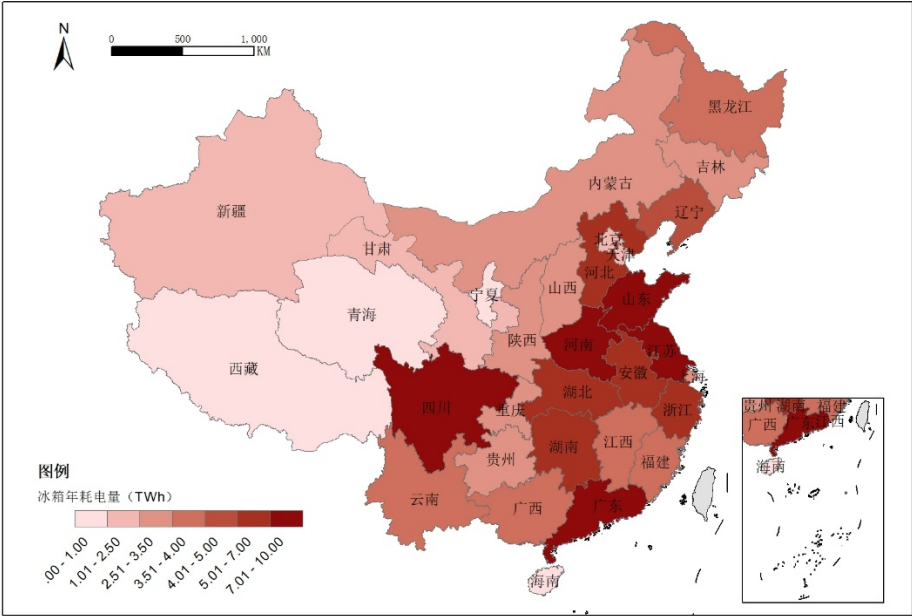 N
0 500 1,000
KM
黑龙江
吉林
内蒙古
辽宁
新疆
北京
天津
甘肃
河北
宁夏
山西
山东
青海
陕西
河南
江苏
西藏
安徽
上海
湖北
四川
重庆
浙江
湖南
江西
贵州
福建
云南
广西
广东
海南
贵州 湖南 福建
广西 广东 江西
海南
图例
冰箱年耗电量（TWh）
.00 - 1.00
1.01 - 2.50
2.51 - 3.50
3.51 - 4.00
4.01 - 5.00
5.01 - 7.00
7.01 - 10.00